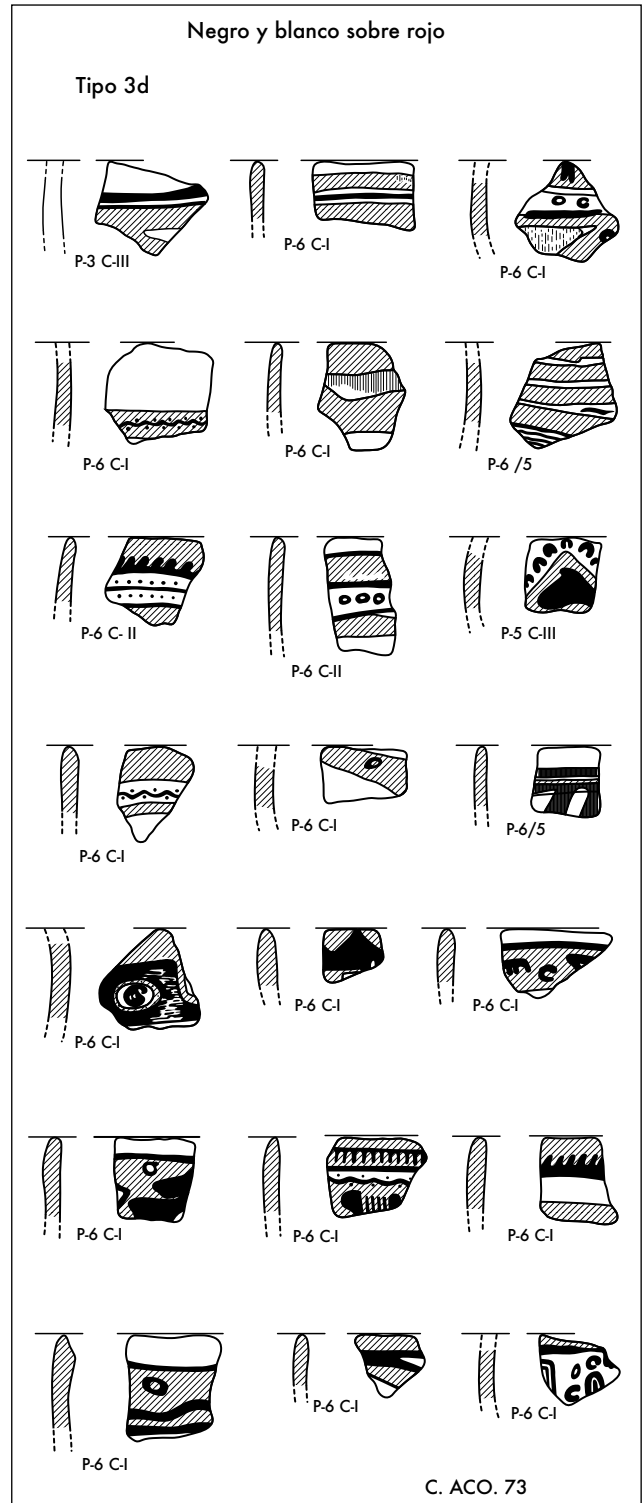 Negro y blanco sobre rojo
Tipo 3d
P-3 C-III
P-6 C-I
P-6 C-I
P-6 C-I
P-6 C-I
P-6 /5
P-6 C- II
P-6 C-II
P-5 C-III
P-6 C-I
P-6 C-I
P-6/5
P-6 C-I
P-6 C-I
P-6 C-I
P-6 C-I
P-6 C-I
P-6 C-I
P-6 C-I
P-6 C-I
P-6 C-I
C. ACO. 73